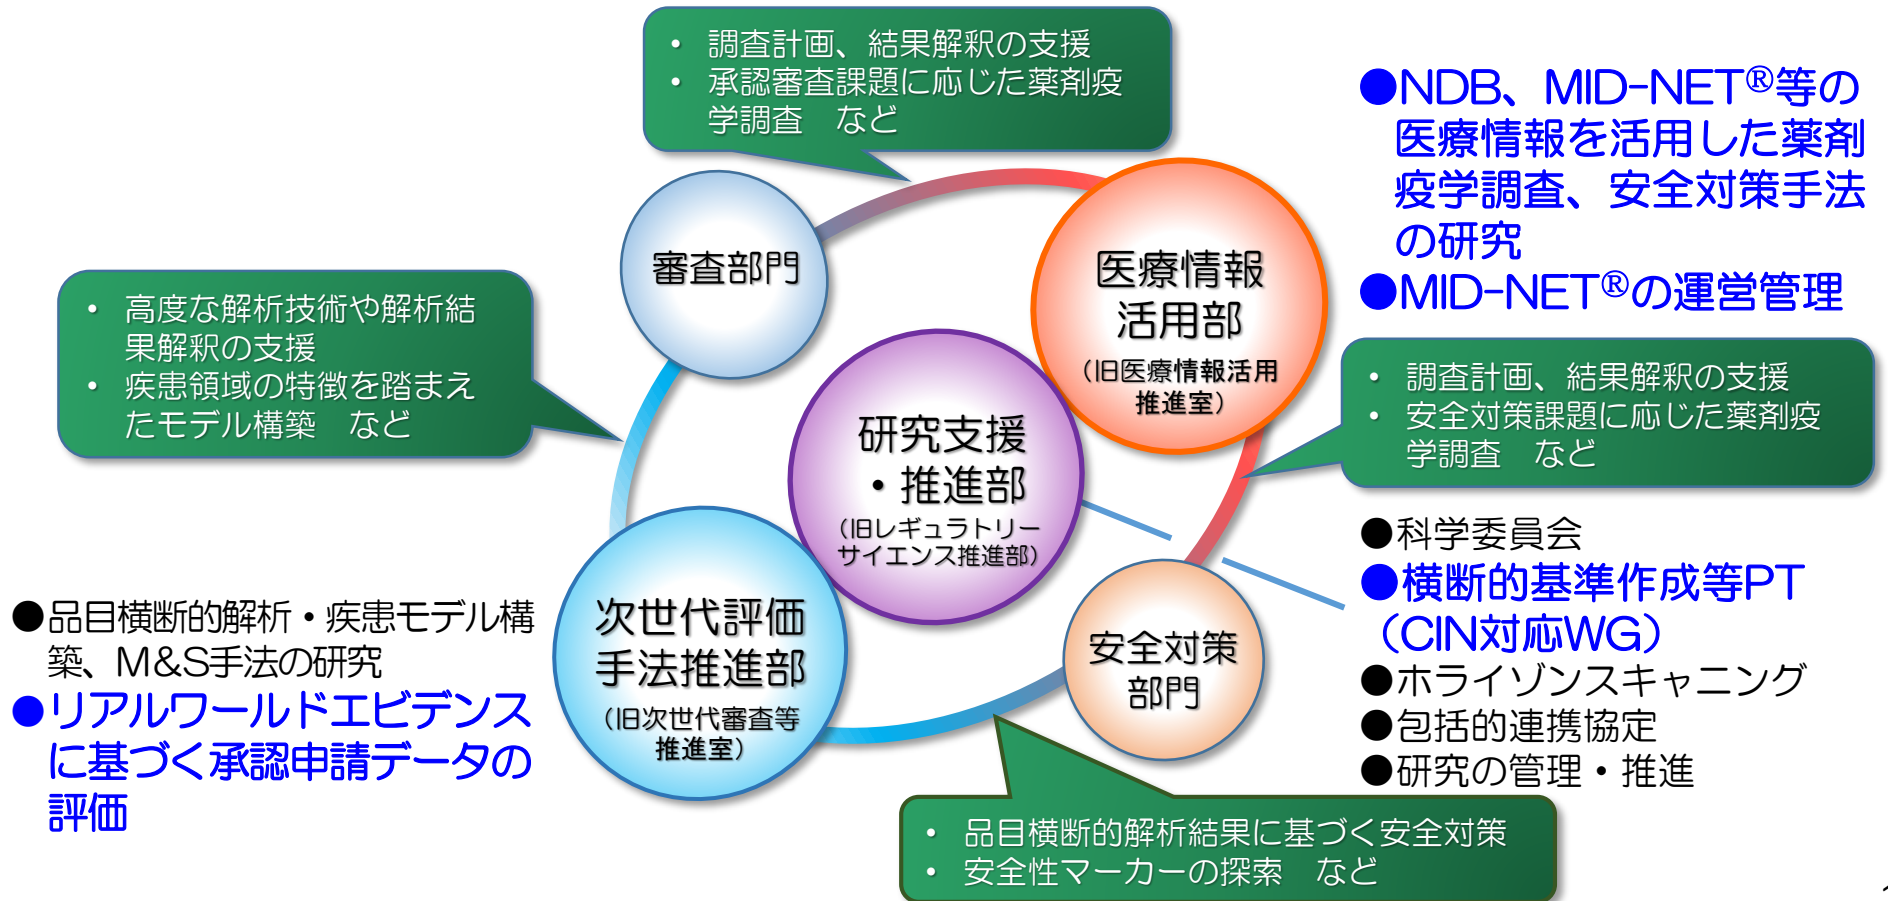 • 調査計画、結果解釈の支援
• 承認審査課題に応じた薬剤疫
学調査　など
●NDB、MID-NET®等の
医療情報を活用した薬剤
疫学調査、安全対策手法
の研究
●MID-NET®の運営管理
審査部門
医療情報
活用部
（旧医療情報活用
推進室）
• 高度な解析技術や解析結
果解釈の支援
• 疾患領域の特徴を踏まえ
たモデル構築　など
• 調査計画、結果解釈の支援
• 安全対策課題に応じた薬剤疫
学調査　など
研究支援
・推進部
（旧レギュラトリー
サイエンス推進部）
●科学委員会
●横断的基準作成等PT
（CIN対応WG）
●ホライゾンスキャニング
●包括的連携協定
●研究の管理・推進
●品目横断的解析・疾患モデル構
築、M&S手法の研究
●リアルワールドエビデンス
に基づく承認申請データの
評価
次世代評価
手法推進部
（旧次世代審査等
推進室）
安全対策
部門
• 品目横断的解析結果に基づく安全対策
• 安全性マーカーの探索　など